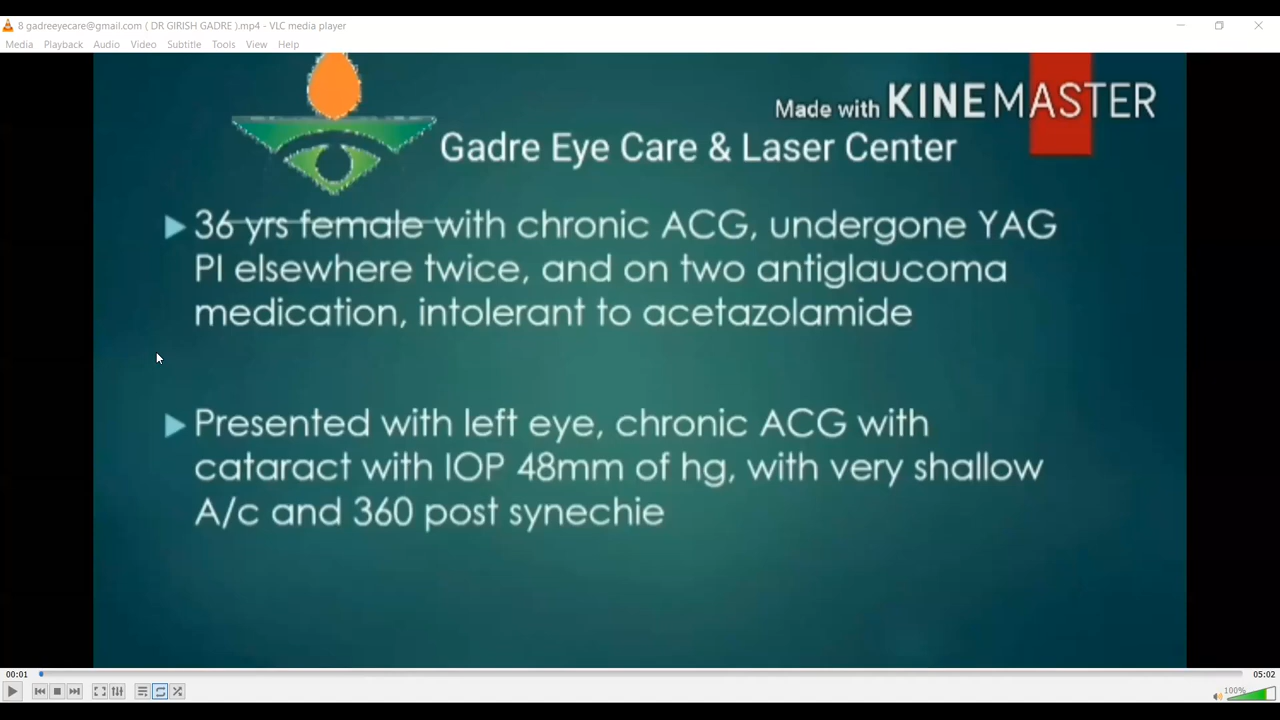 8 gadreeyecare@gmail.com ( DR GIRISH GADRE ).mp4 - VLC media player
Media Playback Audio Video Subtitle Tools View Help
Made with KINEMASTER
Gadre Eye Care & Laser Center
36 yrs female with chronic ACG, undergone YAG
PI elsewhere twice, and on two antiglaucoma
medication, intolerant to acetazolamide
Presented with left eye, chronic ACG with
cataract with IOP 48mm of hg, with very shallow
A/c and 360 post synechie
00:01
05:02
100%